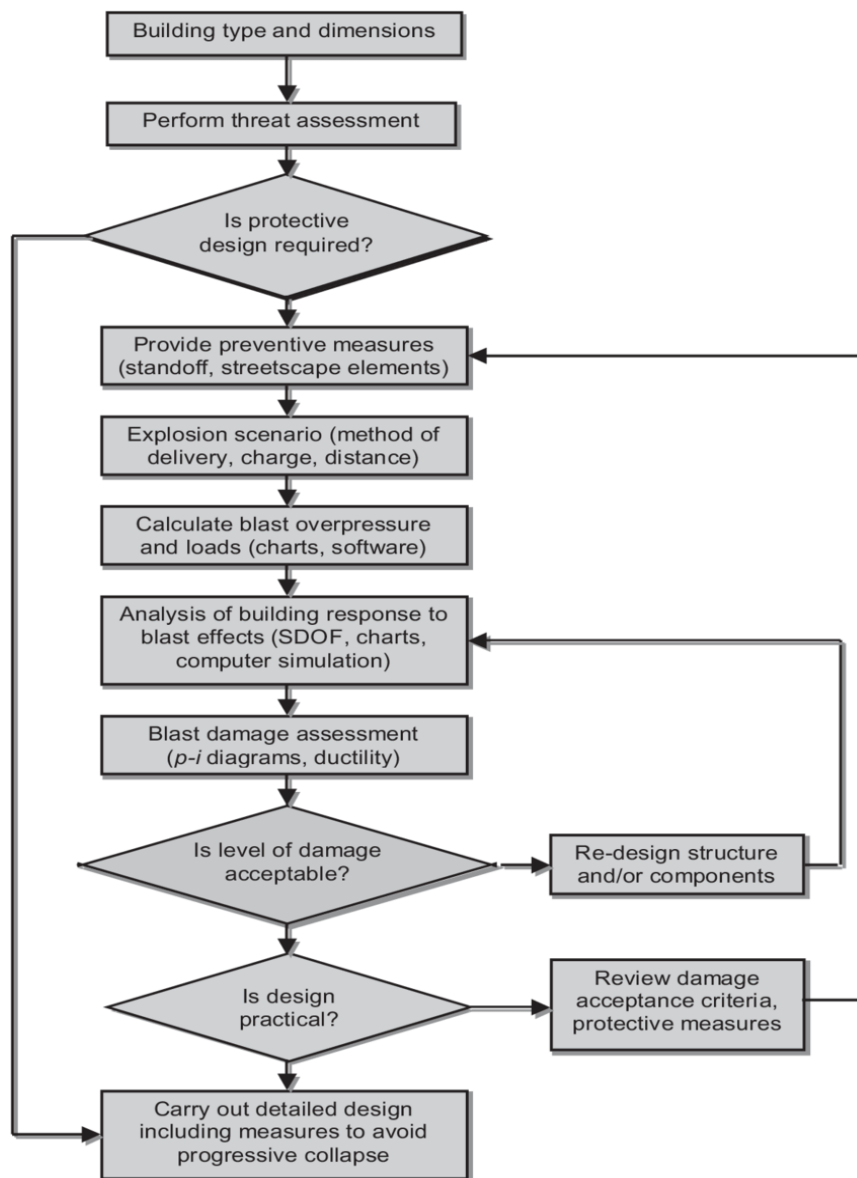 Building type and dimensions
Perform threat assessment
Is protective
design required?
Provide preventive measures
(standoff, streetscape elements)
Explosion scenario (method of
delivery, charge, distance)
Calculate blast overpressure
and loads (charts, software)
Analysis of building response to
blast effects (SDOF, charts,
computer simulation)
Blast damage assessment
(p-i diagrams, ductility)
Is level of damage
acceptable?
Re-design structure
and/or components
Is design
practical?
Review damage
acceptance criteria,
protective measures
Carry out detailed design
including measures to avoid
progressive collapse